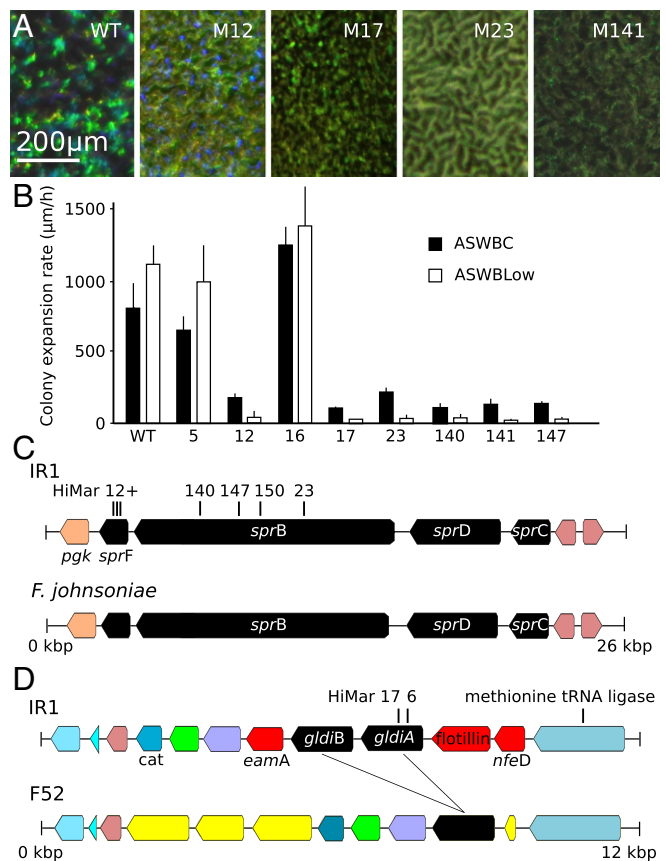 A
WT
M12
M17
M23
M141
200µm
B
Colony expansion rate (µm/h)
1500
1000
500
0
ASWBC
ASWBLow
WT 5 12 16 17 23 140 141 147
C
IR1
HiMar 12+ 140 147 150 23
sprB sprD sprC
pgk sprF
F. johnsoniae
sprB sprD sprC
0 kbp 26 kbp
D
HiMar 17 6 methionine tRNA ligase
IR1
gldiB gldiA flotillin
cat eamA nfeD
F52
0 kbp 12 kbp